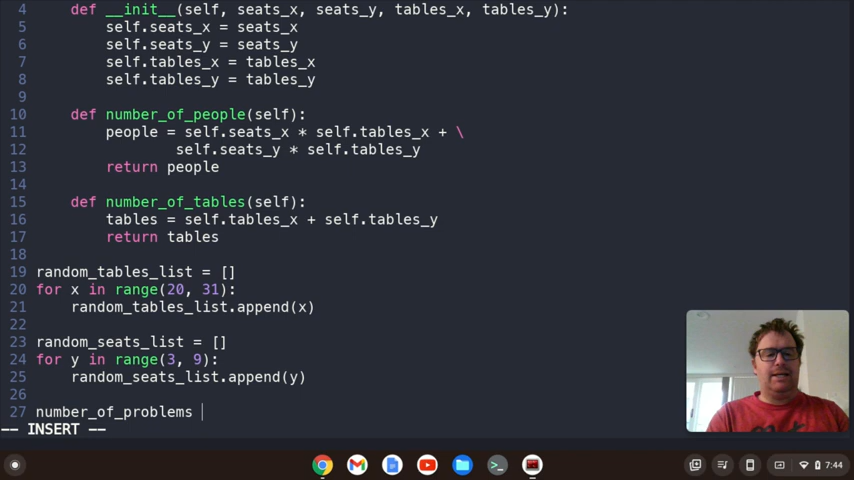 4 def __init__(self, seats_x, seats_y, tables_x, tables_y):
5 self.seats_x = seats_x
6 self.seats_y = seats_y
7 self.tables_x = tables_x
8 self.tables_y = tables_y
9
10 def number_of_people(self):
11 people = self.seats_x * self.tables_x + \
12 self.seats_y * self.tables_y
13 return people
14
15 def number_of_tables(self):
16 tables = self.tables_x + self.tables_y
17 return tables
18
19 random_tables_list = []
20 for x in range(20, 31):
21 random_tables_list.append(x)
22
23 random_seats_list = []
24 for y in range(3, 9):
25 random_seats_list.append(y)
26
27 number_of_problems
-- INSERT --
7:44